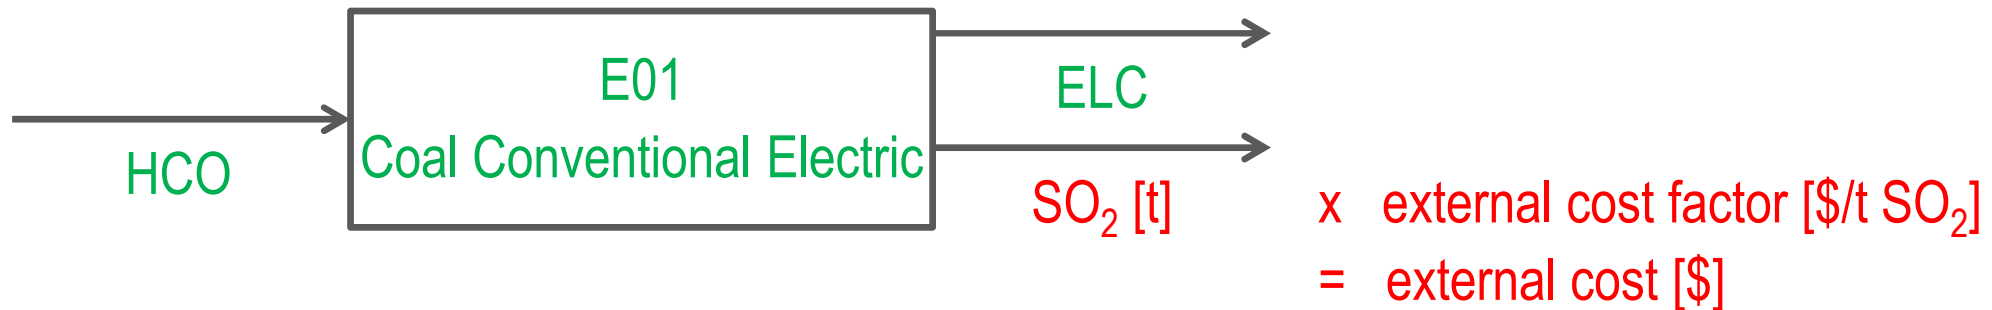 E01
Coal Conventional Electric
HCO
ELC
SO₂ [t]
x external cost factor [$/t SO₂]
= external cost [$]